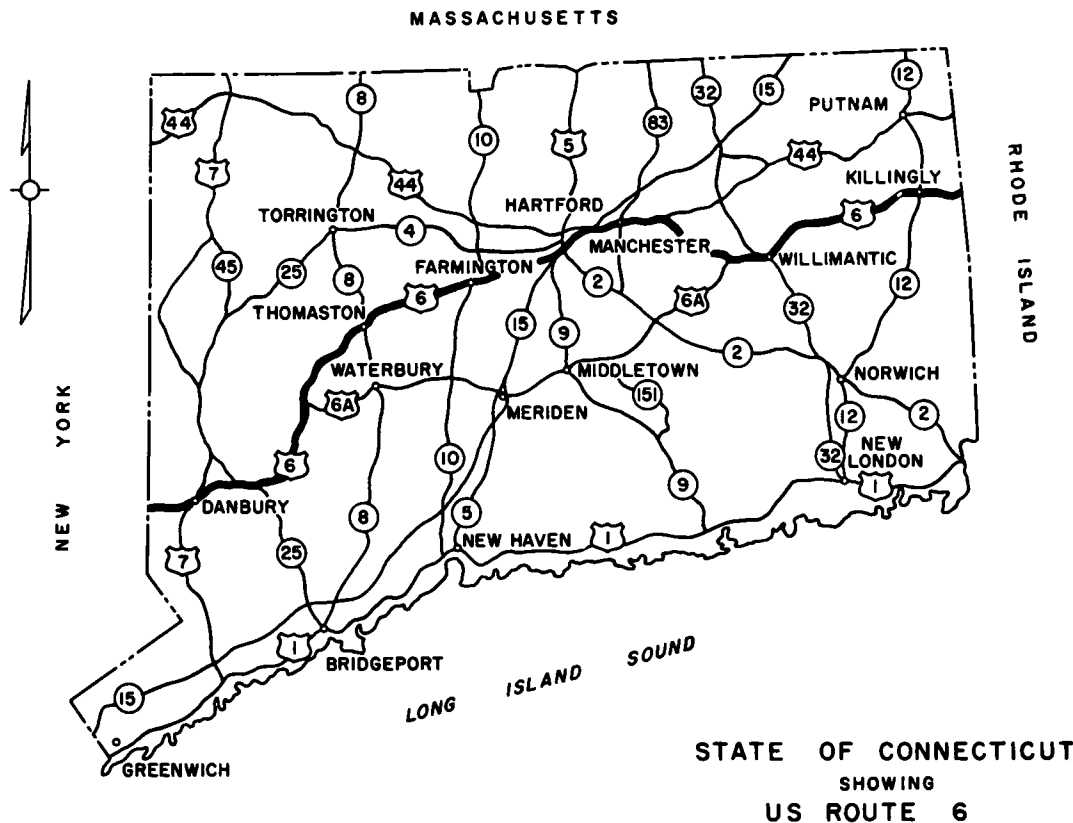 MASSACHUSETTS
8
12
32
15
PUTNAM
44
10
83
5
7
44
RHODE ISLAND
44
KILLINGLY
HARTFORD
6
TORRINGTON
4
MANCHESTER
WILLIMANTIC
45
25
8
FARMINGTON
2
12
6
6A
32
THOMASTON
15
9
2
WATERBURY
MIDDLETOWN
NORWICH
6A
MERIDEN
151
12
2
NEW YORK
NEW LONDON
6
10
32
9
1
DANBURY
8
5
NEW HAVEN
1
25
7
1
BRIDGEPORT
LONG ISLAND SOUND
15
GREENWICH
STATE OF CONNECTICUT
SHOWING
US ROUTE 6